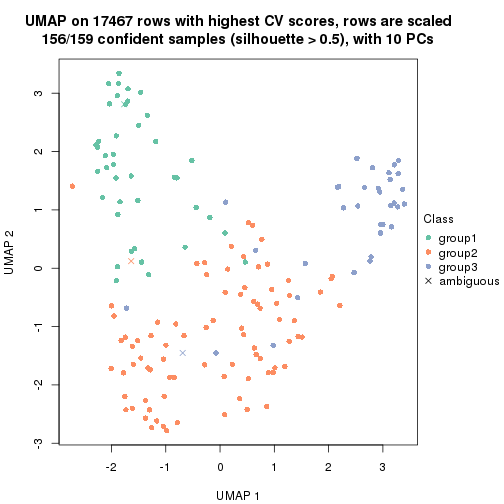 UMAP on 17467 rows with highest CV scores, rows are scaled
156/159 confident samples (silhouette > 0.5), with 10 PCs
3
2
1
0
-1
-2
-3
UMAP 2
-2
-1
0
1
2
3
UMAP 1
Class
group1
group2
group3
ambiguous